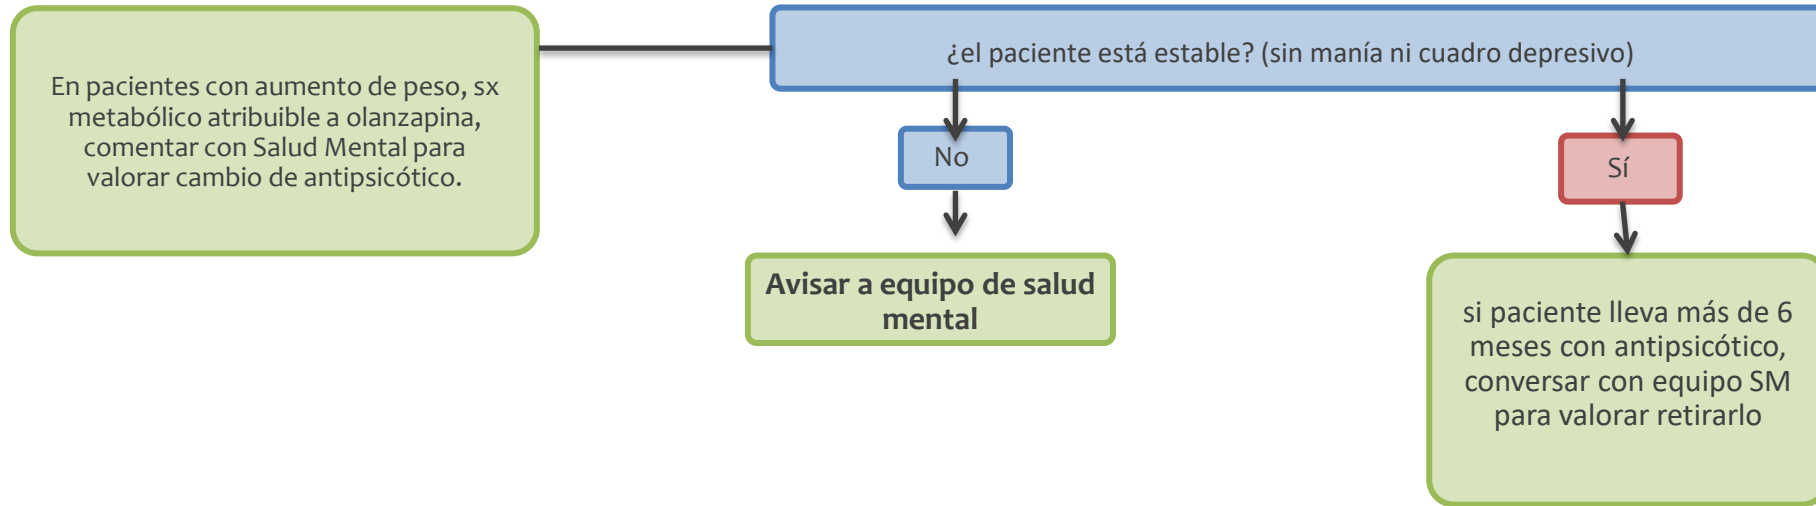 En pacientes con aumento de peso, sx
metabólico atribuible a olanzapina,
comentar con Salud Mental para
valorar cambio de antipsicótico.
¿el paciente está estable? (sin manía ni cuadro depresivo)
No
Sí
Avisar a equipo de salud
mental
si paciente lleva más de 6
meses con antipsicótico,
conversar con equipo SM
para valorar retirarlo